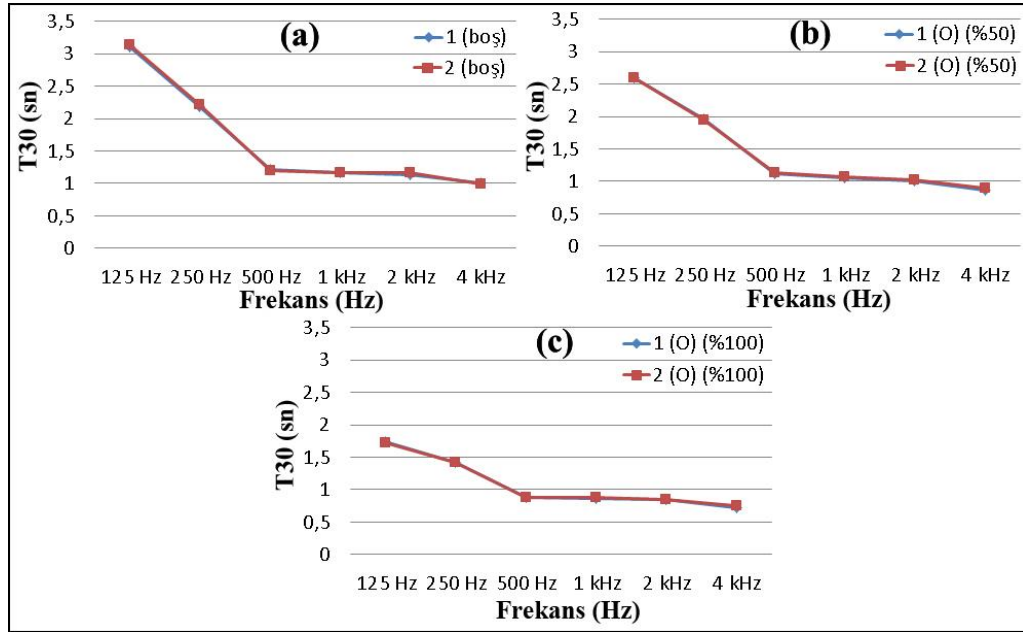 (a)
1 (boş)
2 (boş)
3,5
3
2,5
2
1,5
1
0,5
0
T30 (sn)
125 Hz 250 Hz 500 Hz 1 kHz 2 kHz 4 kHz
Frekans (Hz)
(b)
1 (O) (%50)
2 (O) (%50)
3,5
3
2,5
2
1,5
1
0,5
0
T30 (sn)
125 Hz 250 Hz 500 Hz 1 kHz 2 kHz 4 kHz
Frekans (Hz)
(c)
1 (O) (%100)
2 (O) (%100)
3,5
3
2,5
2
1,5
1
0,5
0
T30 (sn)
125 Hz 250 Hz 500 Hz 1 kHz 2 kHz 4 kHz
Frekans (Hz)